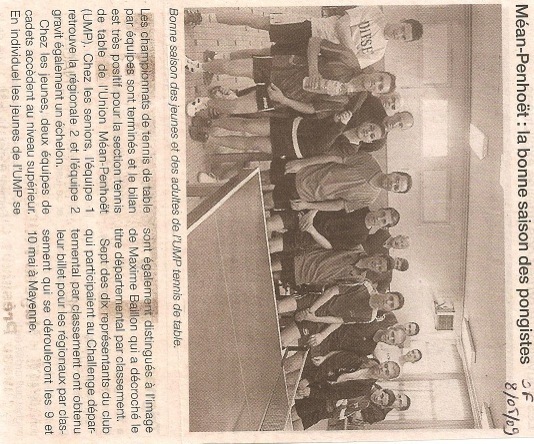 Méan-Penhoët : la bonne saison des pongistes
OF
8/05/09
DIPSI
Bonne saison des jeunes et des adultes de l'UMP tennis de table.
Les championnats de tennis de table
par équipes sont terminés et le bilan
est très positif pour la section tennis
de table de l'Union Méan-Penhoët
(UMP). Chez les seniors, l'équipe 1
retrouve la régionale 2 et l'équipe 2
gravit également un échelon.
Chez les jeunes, deux équipes de
cadets accèdent au niveau supérieur.
En individuel les jeunes de l'UMP se
sont également distingués à l'image
de Maxime Baillon qui a décroché le
titre départemental par classement.
Sept des dix représentants du club
qui participaient au Challenge dépar-
temental par classement ont obtenu
leur billet pour les régionaux par clas-
sement qui se dérouleront les 9 et
10 mai à Mayenne.